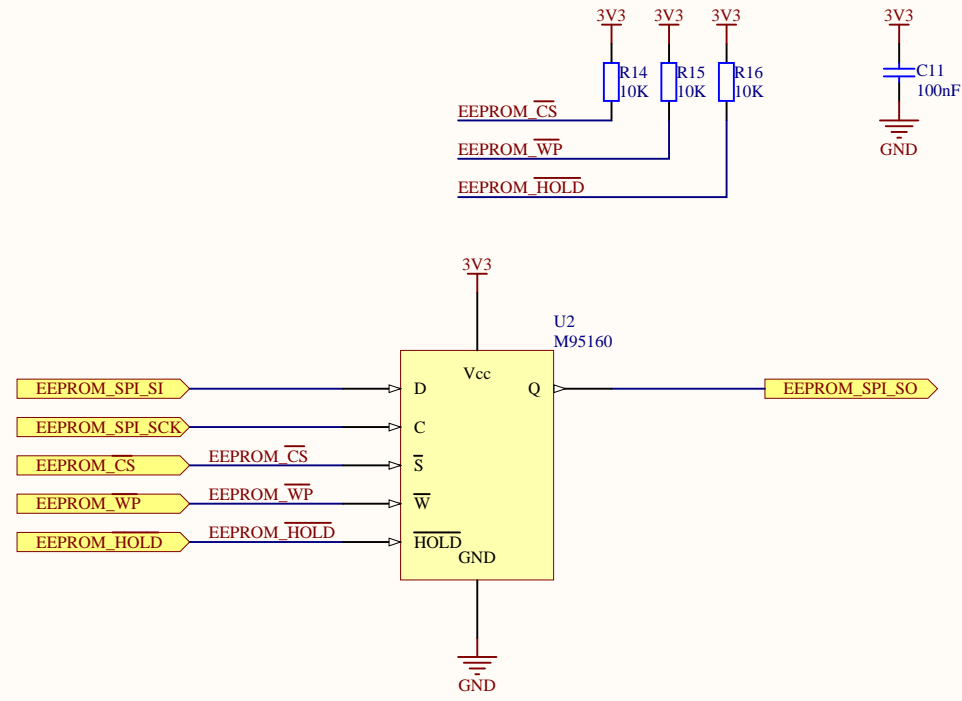 3V3 3V3 3V3 3V3
R14 R15 R16 C11
10K 10K 10K 100nF
EEPROM_CS
EEPROM_WP
GND
EEPROM_HOLD
3V3
U2
M95160
Vcc
EEPROM_SPI_SI D Q EEPROM_SPI_SO
EEPROM_SPI_SCK C
EEPROM_CS EEPROM_CS S
EEPROM_WP EEPROM_WP W
EEPROM_HOLD EEPROM_HOLD HOLD
GND
GND